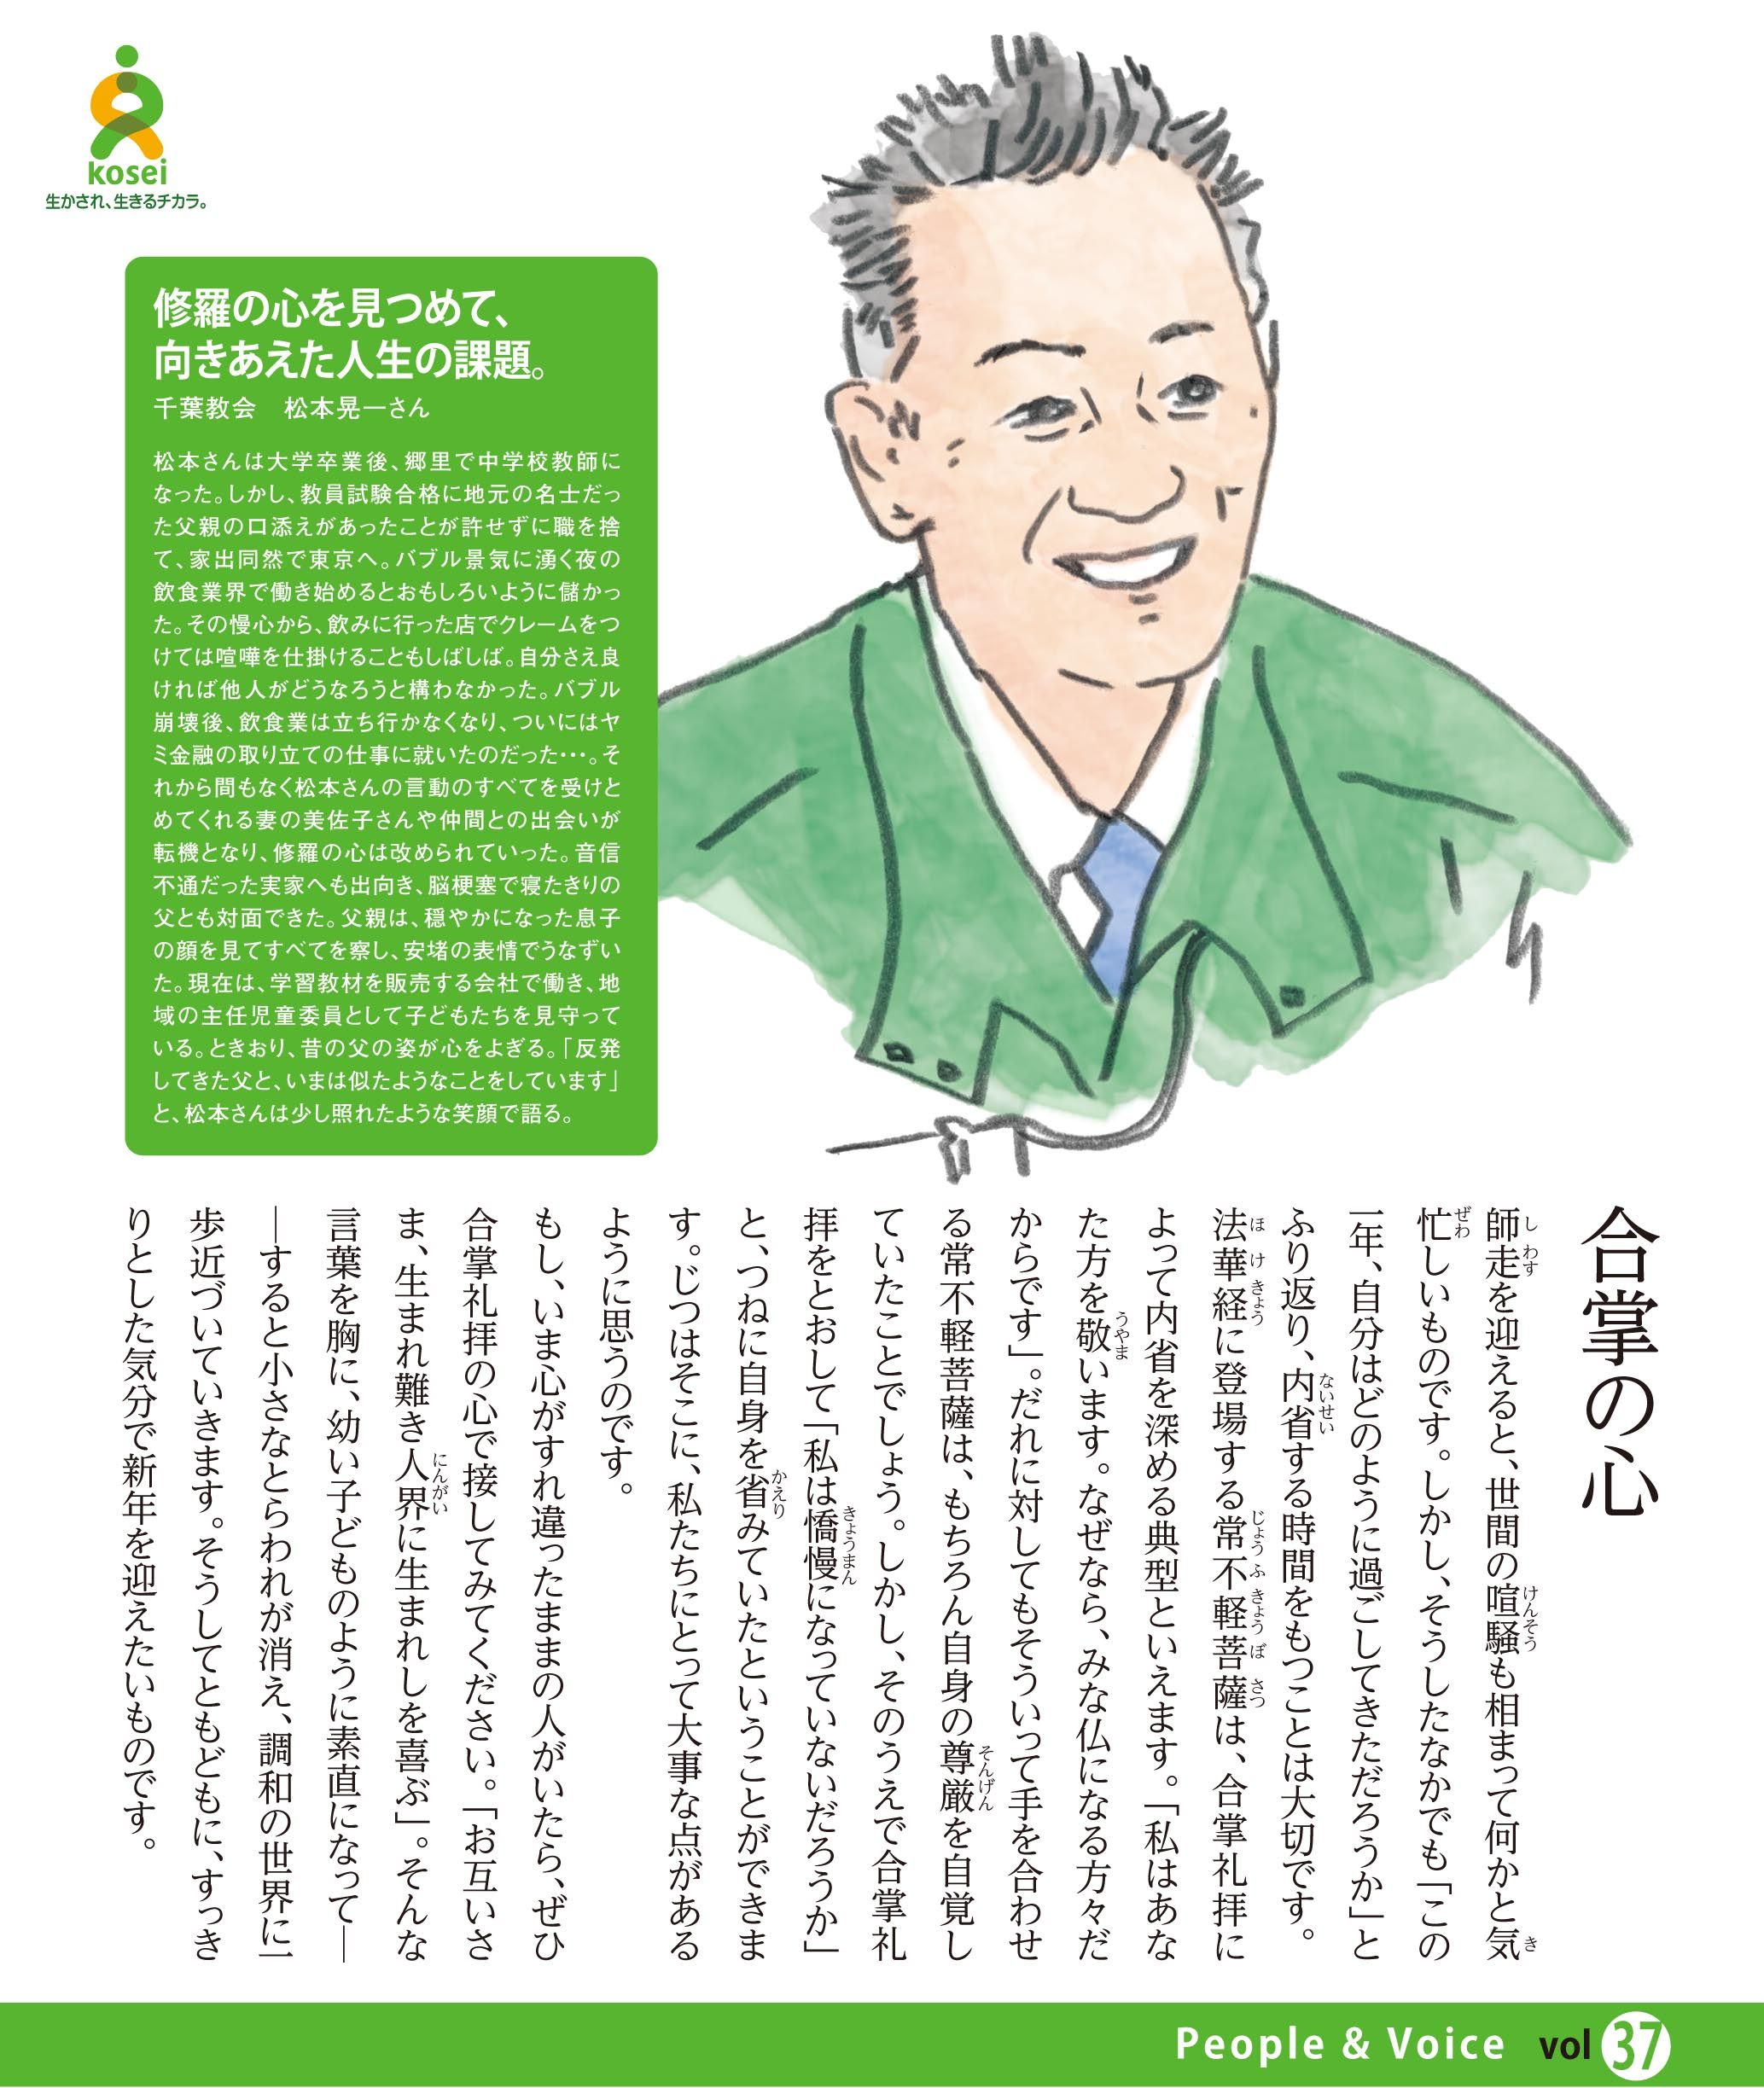 kosei
生かされ、生きるチカラ。
修羅の心を見つめて、
向きあえた人生の課題。
千葉教会　松本晃一さん
松本さんは大学卒業後、郷里で中学校教師に
なった。しかし、教員試験合格に地元の名士だっ
た父親の口添えがあったことが許せずに職を捨
て、家出同然で東京へ。バブル景気に湧く夜の
飲食業界で働き始めるとおもしろいように儲かっ
た。その慢心から、飲みに行った店でクレームをつ
けては喧嘩を仕掛けることもしばしば。自分さえ良
ければ他人がどうなろうと構わなかった。バブル
崩壊後、飲食業は立ち行かなくなり、ついにはヤ
ミ金融の取り立ての仕事に就いたのだった・・・。そ
れから間もなく松本さんの言動のすべてを受けと
めてくれる妻の美佐子さんや仲間との出会いが
転機となり、修羅の心は改められていった。音信
不通だった実家へも出向き、脳梗塞で寝たきりの
父とも対面できた。父親は、穏やかになった息子
の顔を見てすべてを察し、安堵の表情でうなずい
た。現在は、学習教材を販売する会社で働き、地
域の主任児童委員として子どもたちを見守って
いる。ときおり、昔の父の姿が心をよぎる。「反発
してきた父と、いまは似たようなことをしています」
と、松本さんは少し照れたような笑顔で語る。
合掌の心
師走を迎えると、世間の喧騒も相まって何かと気
忙しいものです。しかし、そうしたなかでも「この
一年、自分はどのように過ごしてきただろうか」と
ふり返り、内省する時間をもつことは大切です。
法華経に登場する常不軽菩薩は、合掌礼拝に
よって内省を深める典型といえます。「私はあな
た方を敬います。なぜなら、みな仏になる方々だ
からです」。だれに対してもそういって手を合わせ
る常不軽菩薩は、もちろん自身の尊厳を自覚し
ていたことでしょう。しかし、そのうえで合掌礼
拝をとおして「私は憍慢になっていないだろうか」
と、つねに自身を省みていたということができま
す。じつはそこに、私たちにとって大事な点がある
ように思うのです。
もし、いま心がすれ違ったままの人がいたら、ぜひ
合掌礼拝の心で接してみてください。「お互いさ
ま、生まれ難き人界に生まれしを喜ぶ」。そんな
言葉を胸に、幼い子どものように素直になって―
―すると小さなとらわれが消え、調和の世界に一
歩近づいていきます。そうしてともどもに、すっき
りとした気分で新年を迎えたいものです。
People & Voice vol 37